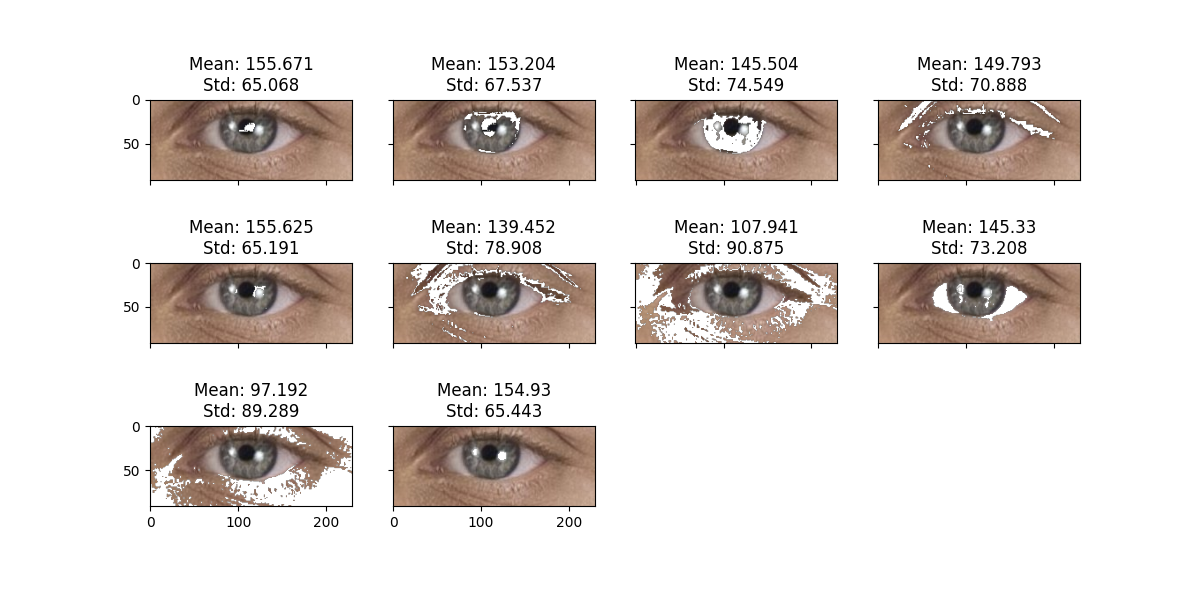 Mean: 155.671
Std: 65.068
Mean: 153.204
Std: 67.537
Mean: 145.504
Std: 74.549
Mean: 149.793
Std: 70.888
0
50
Mean: 155.625
Std: 65.191
Mean: 139.452
Std: 78.908
Mean: 107.941
Std: 90.875
Mean: 145.33
Std: 73.208
0
50
Mean: 97.192
Std: 89.289
Mean: 154.93
Std: 65.443
0
50
0 100 200
0 100 200